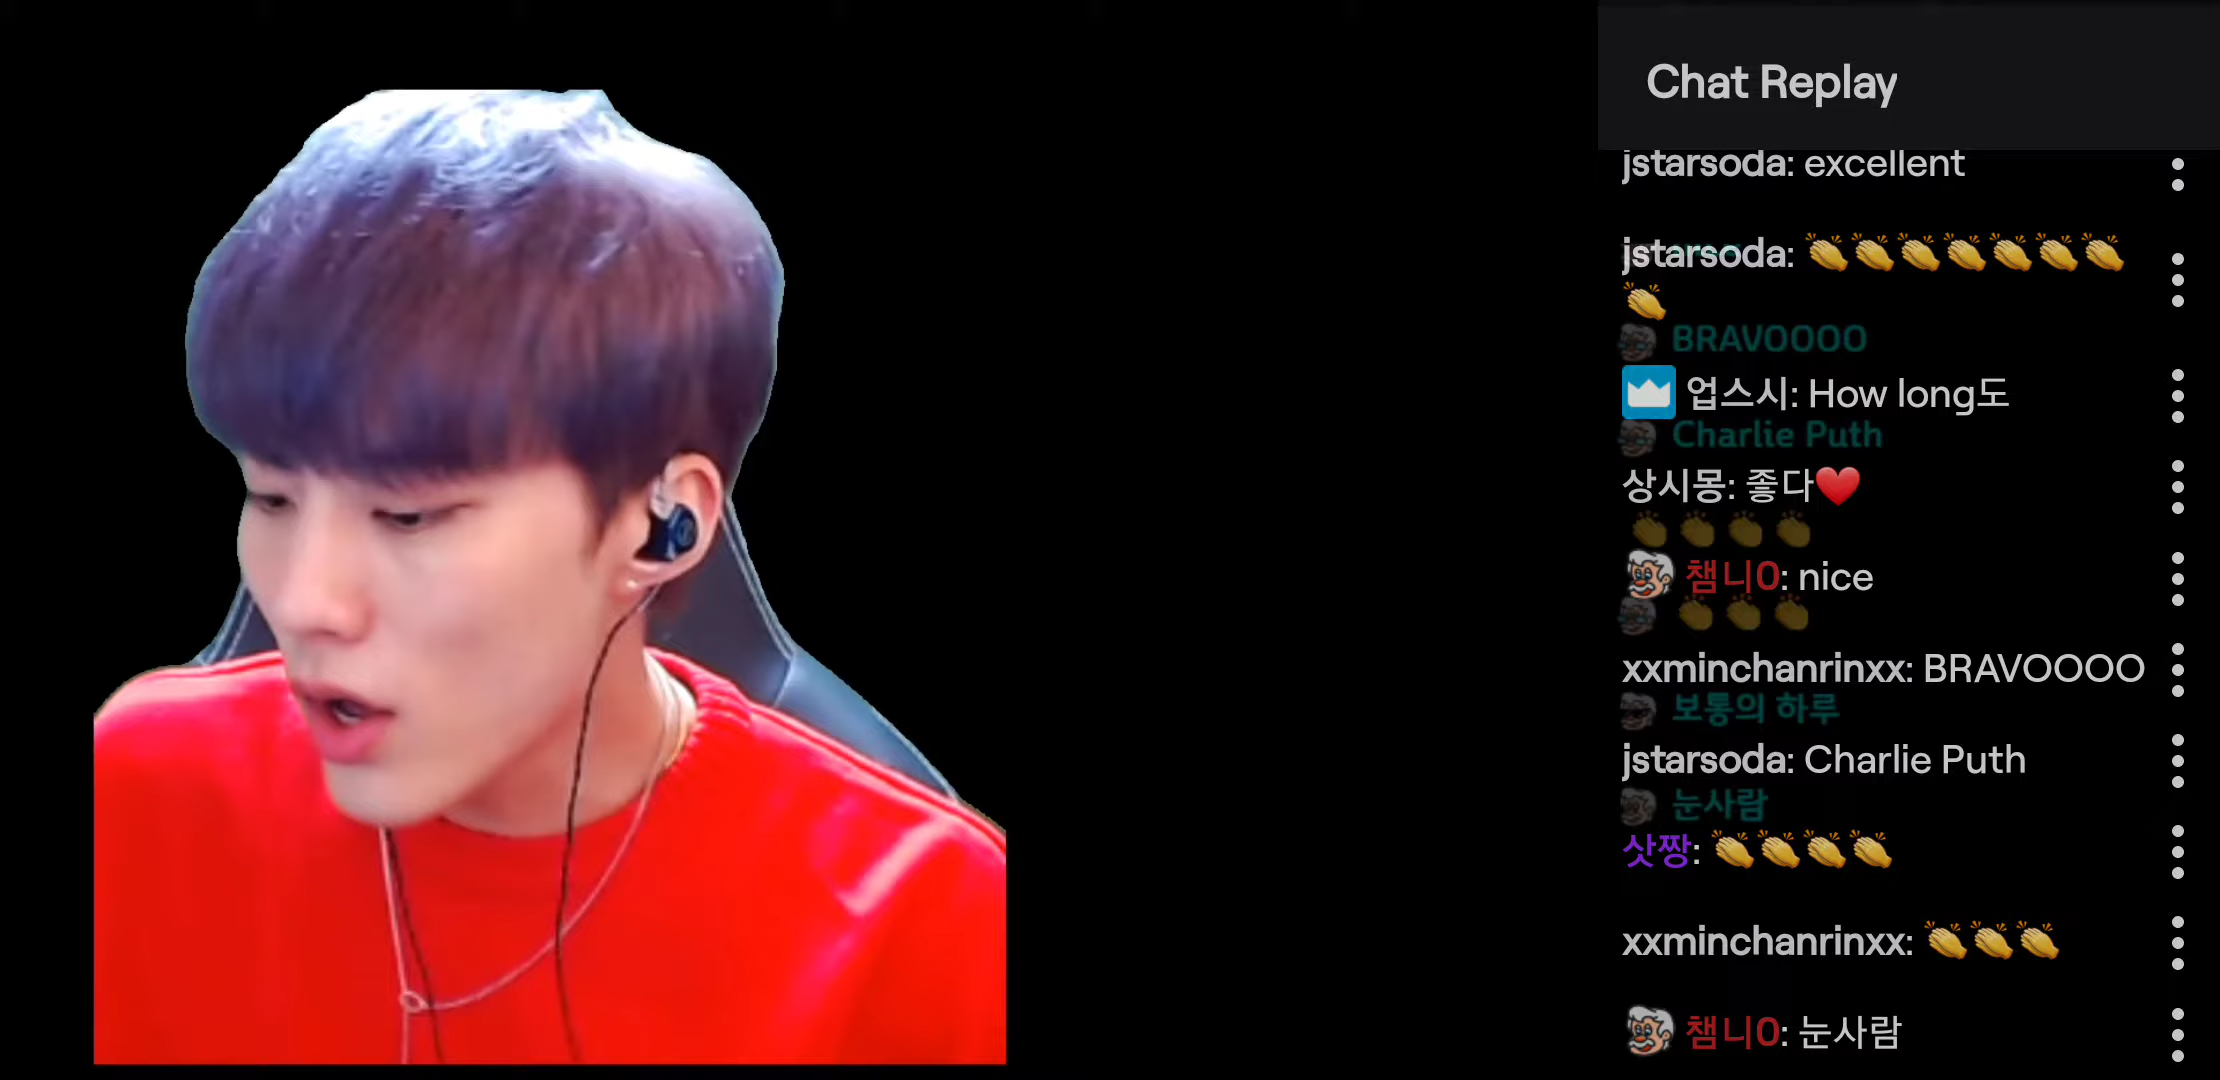 Chat Replay
jstarsoda: excellent
jstarsoda: 👏👏👏👏👏👏👏
👏
BRAVOOOO
업스시: How long도
Charlie Puth
상시몽: 좋다❤️
👏👏👏👏
챔니0: nice
👏👏👏
xxminchanrinxx: BRAVOOOO
보통의 하루
jstarsoda: Charlie Puth
눈사람
삿짱: 👏👏👏👏
xxminchanrinxx: 👏👏👏
챔니0: 눈사람